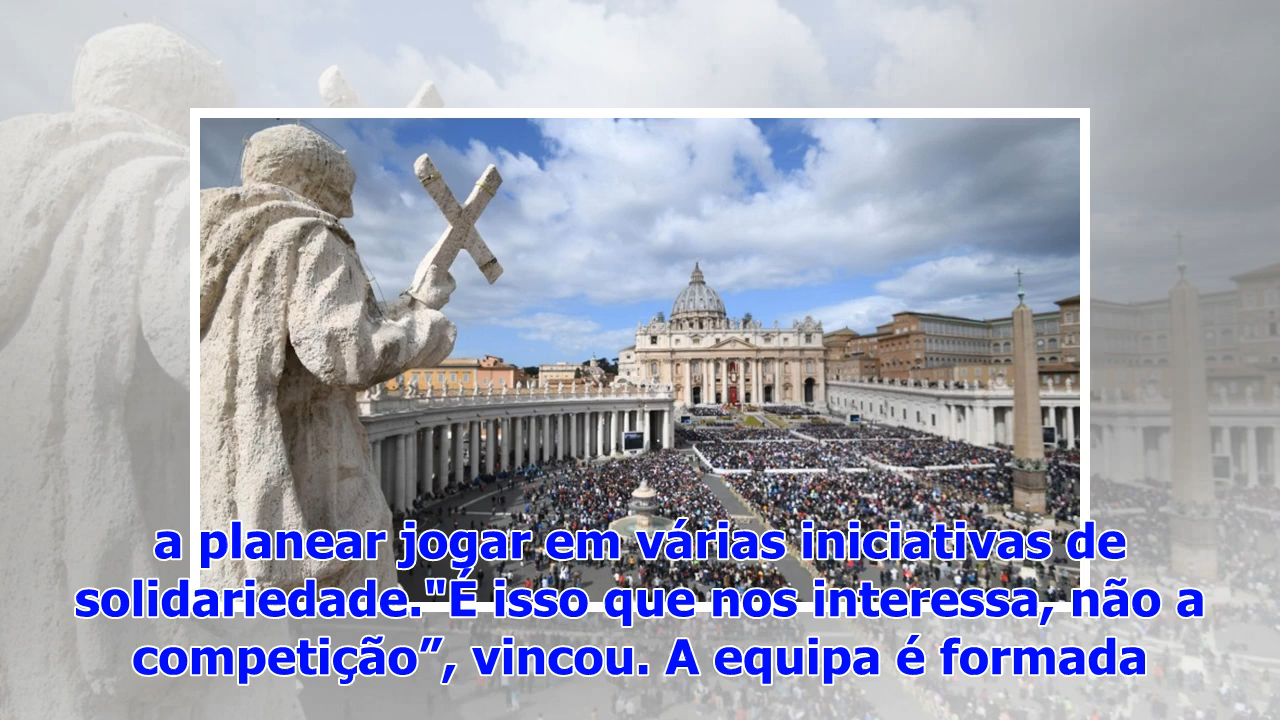 a planear jogar em várias iniciativas de
solidariedade."É isso que nos interessa, não a
competição”, vincou. A equipa é formada